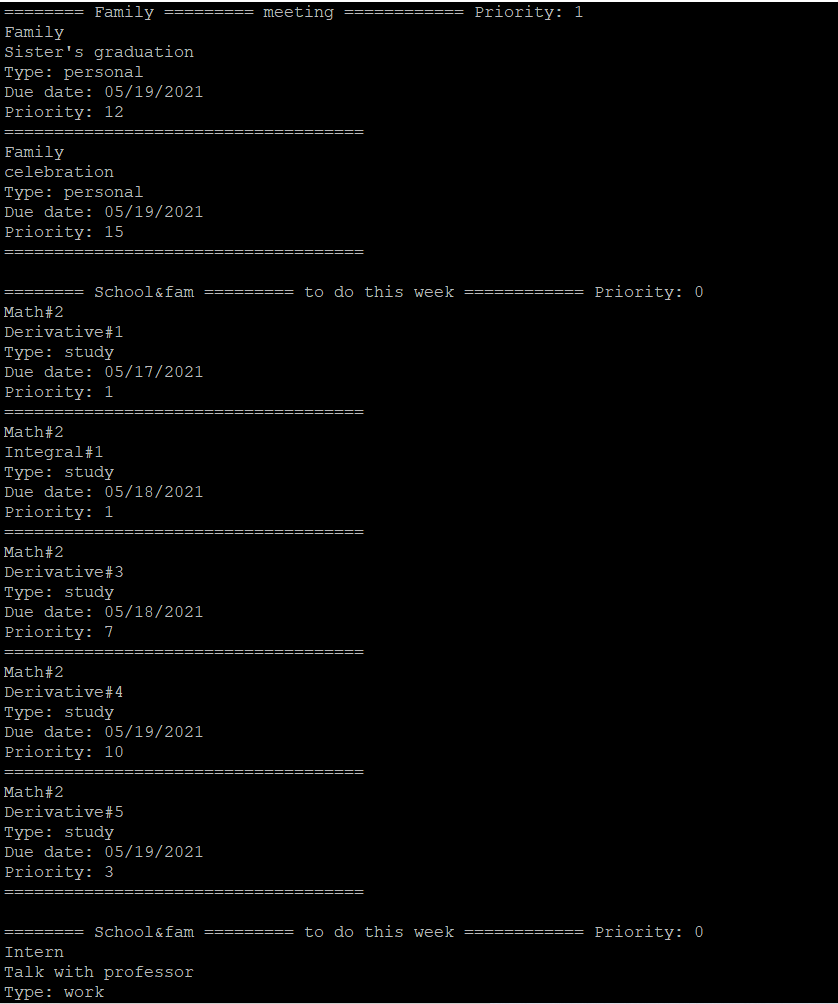 ======== Family ========= meeting ============ Priority: 1
Family
Sister's graduation
Type: personal
Due date: 05/19/2021
Priority: 12
====================================
Family
celebration
Type: personal
Due date: 05/19/2021
Priority: 15
====================================
======== School&fam ========= to do this week ============ Priority: 0
Math#2
Derivative#1
Type: study
Due date: 05/17/2021
Priority: 1
====================================
Math#2
Integral#1
Type: study
Due date: 05/18/2021
Priority: 1
====================================
Math#2
Derivative#3
Type: study
Due date: 05/18/2021
Priority: 7
====================================
Math#2
Derivative#4
Type: study
Due date: 05/19/2021
Priority: 10
====================================
Math#2
Derivative#5
Type: study
Due date: 05/19/2021
Priority: 3
====================================
======== School&fam ========= to do this week ============ Priority: 0
Intern
Talk with professor
Type: work